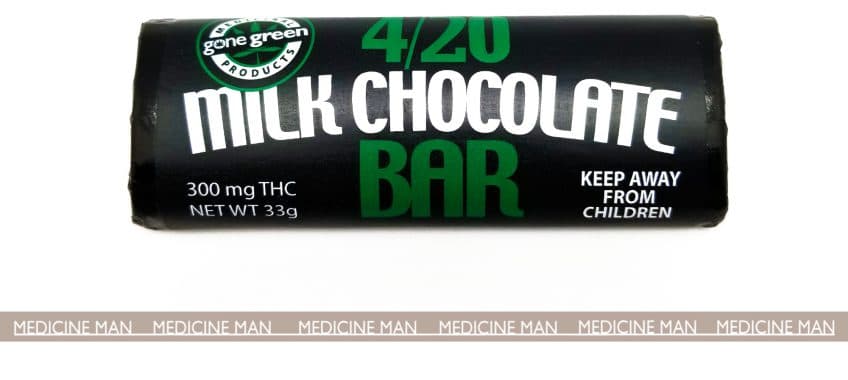 MEDICINAL
gone green
PRODUCTS
4/20
MILK CHOCOLATE
BAR
300 mg THC
NET WT 33g
KEEP AWAY
FROM
CHILDREN
MEDICINE MAN MEDICINE MAN MEDICINE MAN MEDICINE MAN MEDICINE MAN MEDICINE MAN